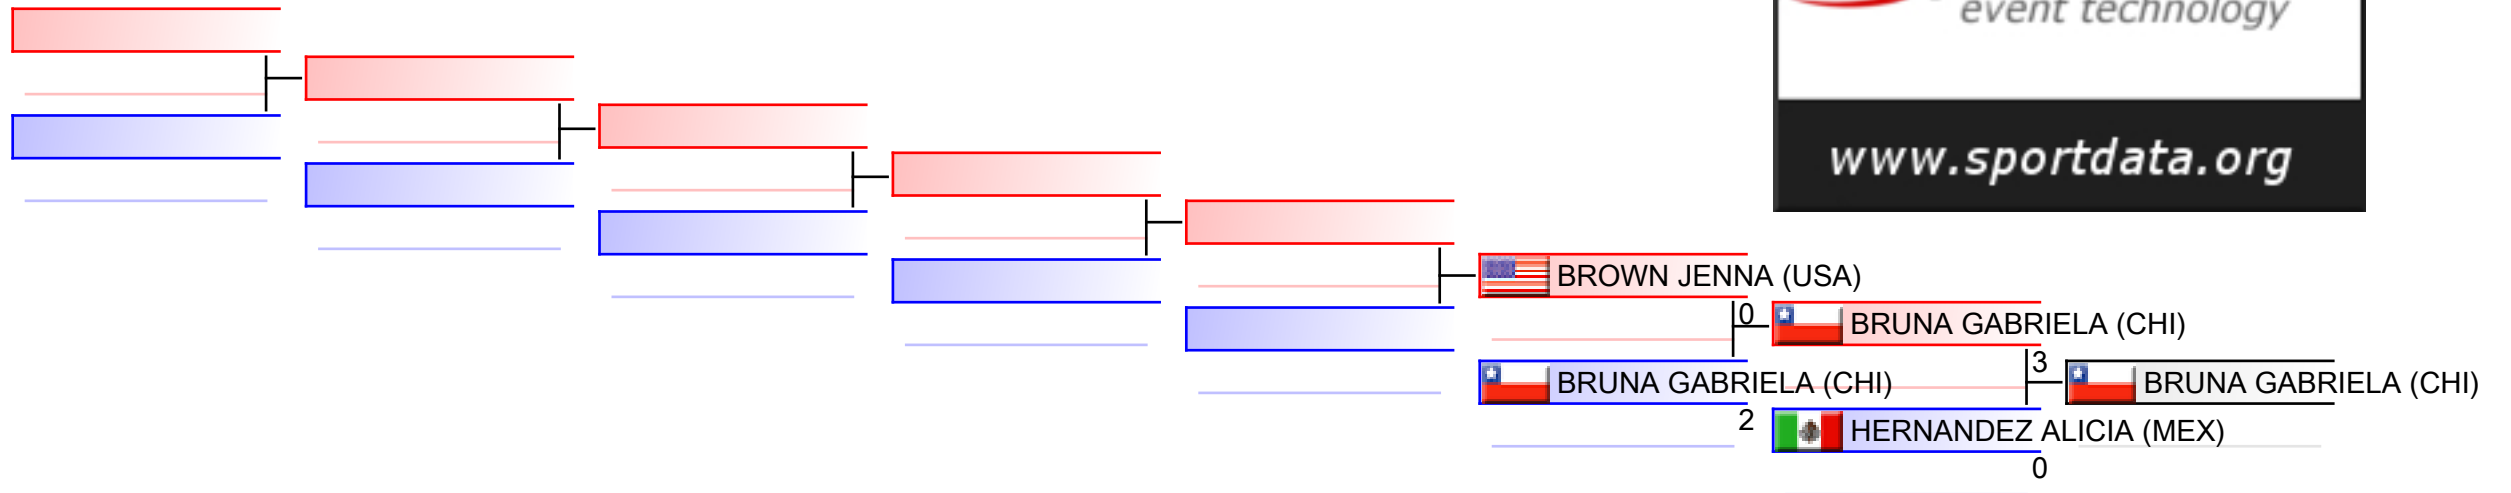 event technology
www.sportdata.org
BROWN JENNA (USA)
0
BRUNA GABRIELA (CHI)
3
BRUNA GABRIELA (CHI)
BRUNA GABRIELA (CHI)
2
HERNANDEZ ALICIA (MEX)
0